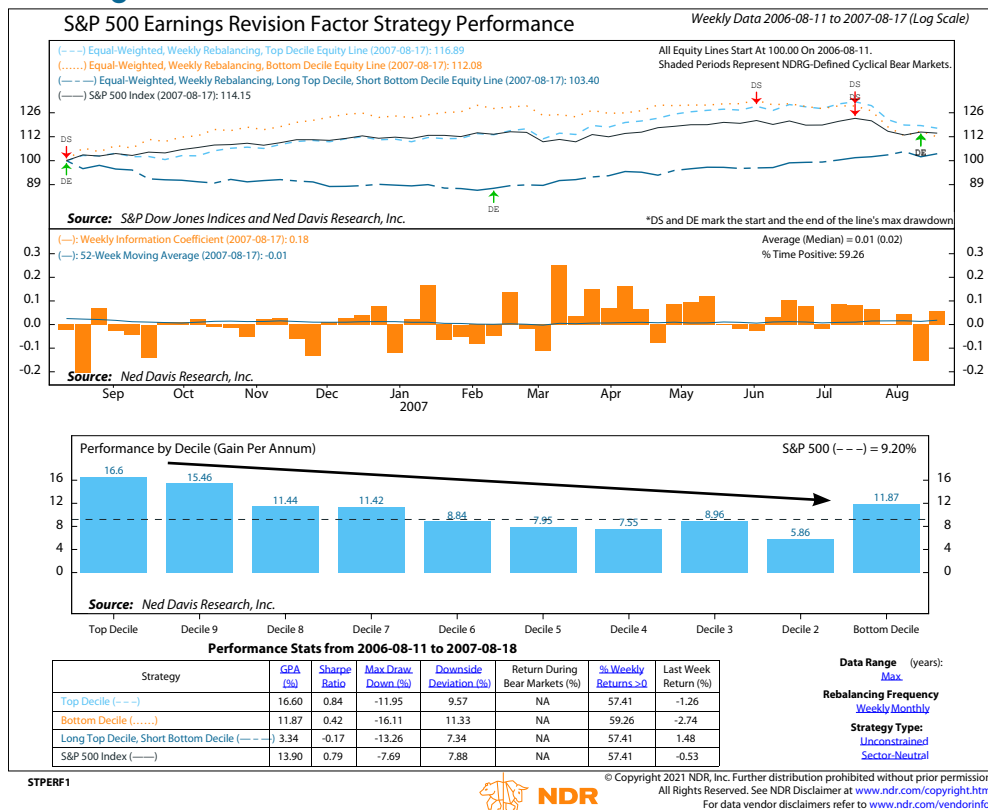 S&P 500 Earnings Revision Factor Strategy Performance
Weekly Data 2006-08-11 to 2007-08-17 (Log Scale)
(– – –) Equal-Weighted, Weekly Rebalancing, Top Decile Equity Line (2007-08-17): 116.89
(......) Equal-Weighted, Weekly Rebalancing, Bottom Decile Equity Line (2007-08-17): 112.08
(— – —) Equal-Weighted, Weekly Rebalancing, Long Top Decile, Short Bottom Decile Equity Line (2007-08-17): 103.40
(——) S&P 500 Index (2007-08-17): 114.15
All Equity Lines Start At 100.00 On 2006-08-11.
Shaded Periods Represent NDRG-Defined Cyclical Bear Markets.
DS DS
126 126
112 112
DS
100 100
DE
89 89
DE
DE
Source: S&P Dow Jones Indices and Ned Davis Research, Inc.
*DS and DE mark the start and the end of the line's max drawdown
(—): Weekly Information Coefficient (2007-08-17): 0.18
(—): 52-Week Moving Average (2007-08-17): -0.01
Average (Median) = 0.01 (0.02)
% Time Positive: 59.26
0.3 0.3
0.2 0.2
0.1 0.1
0.0 0.0
-0.1 -0.1
-0.2 -0.2
Source: Ned Davis Research, Inc.
Sep Oct Nov Dec Jan Feb Mar Apr May Jun Jul Aug
2007
Performance by Decile (Gain Per Annum)
S&P 500 (– – –) = 9.20%
16 16
12 12
8 8
4 4
0 0
16.6 15.46 11.44 11.42 8.84 7.95 7.55 8.96 5.86 11.87
Source: Ned Davis Research, Inc.
Top Decile Decile 9 Decile 8 Decile 7 Decile 6 Decile 5 Decile 4 Decile 3 Decile 2 Bottom Decile
Performance Stats from 2006-08-11 to 2007-08-18
Strategy GPA (%) Sharpe Ratio Max Draw Down (%) Downside Deviation (%) Return During Bear Markets (%) % Weekly Returns >0 Last Week Return (%)
Top Decile (– – –) 16.60 0.84 -11.95 9.57 NA 57.41 -1.26
Bottom Decile (......) 11.87 0.42 -16.11 11.33 NA 59.26 -2.74
Long Top Decile, Short Bottom Decile (— – —) 3.34 -0.17 -13.26 7.34 NA 57.41 1.48
S&P 500 Index (——) 13.90 0.79 -7.69 7.88 NA 57.41 -0.53
Data Range (years):
Max
Rebalancing Frequency
Weekly Monthly
Strategy Type:
Unconstrained
Sector-Neutral
STPERF1
NDR
© Copyright 2021 NDR, Inc. Further distribution prohibited without prior permission
All Rights Reserved. See NDR Disclaimer at www.ndr.com/copyright.htm
For data vendor disclaimers refer to www.ndr.com/vendorinfo